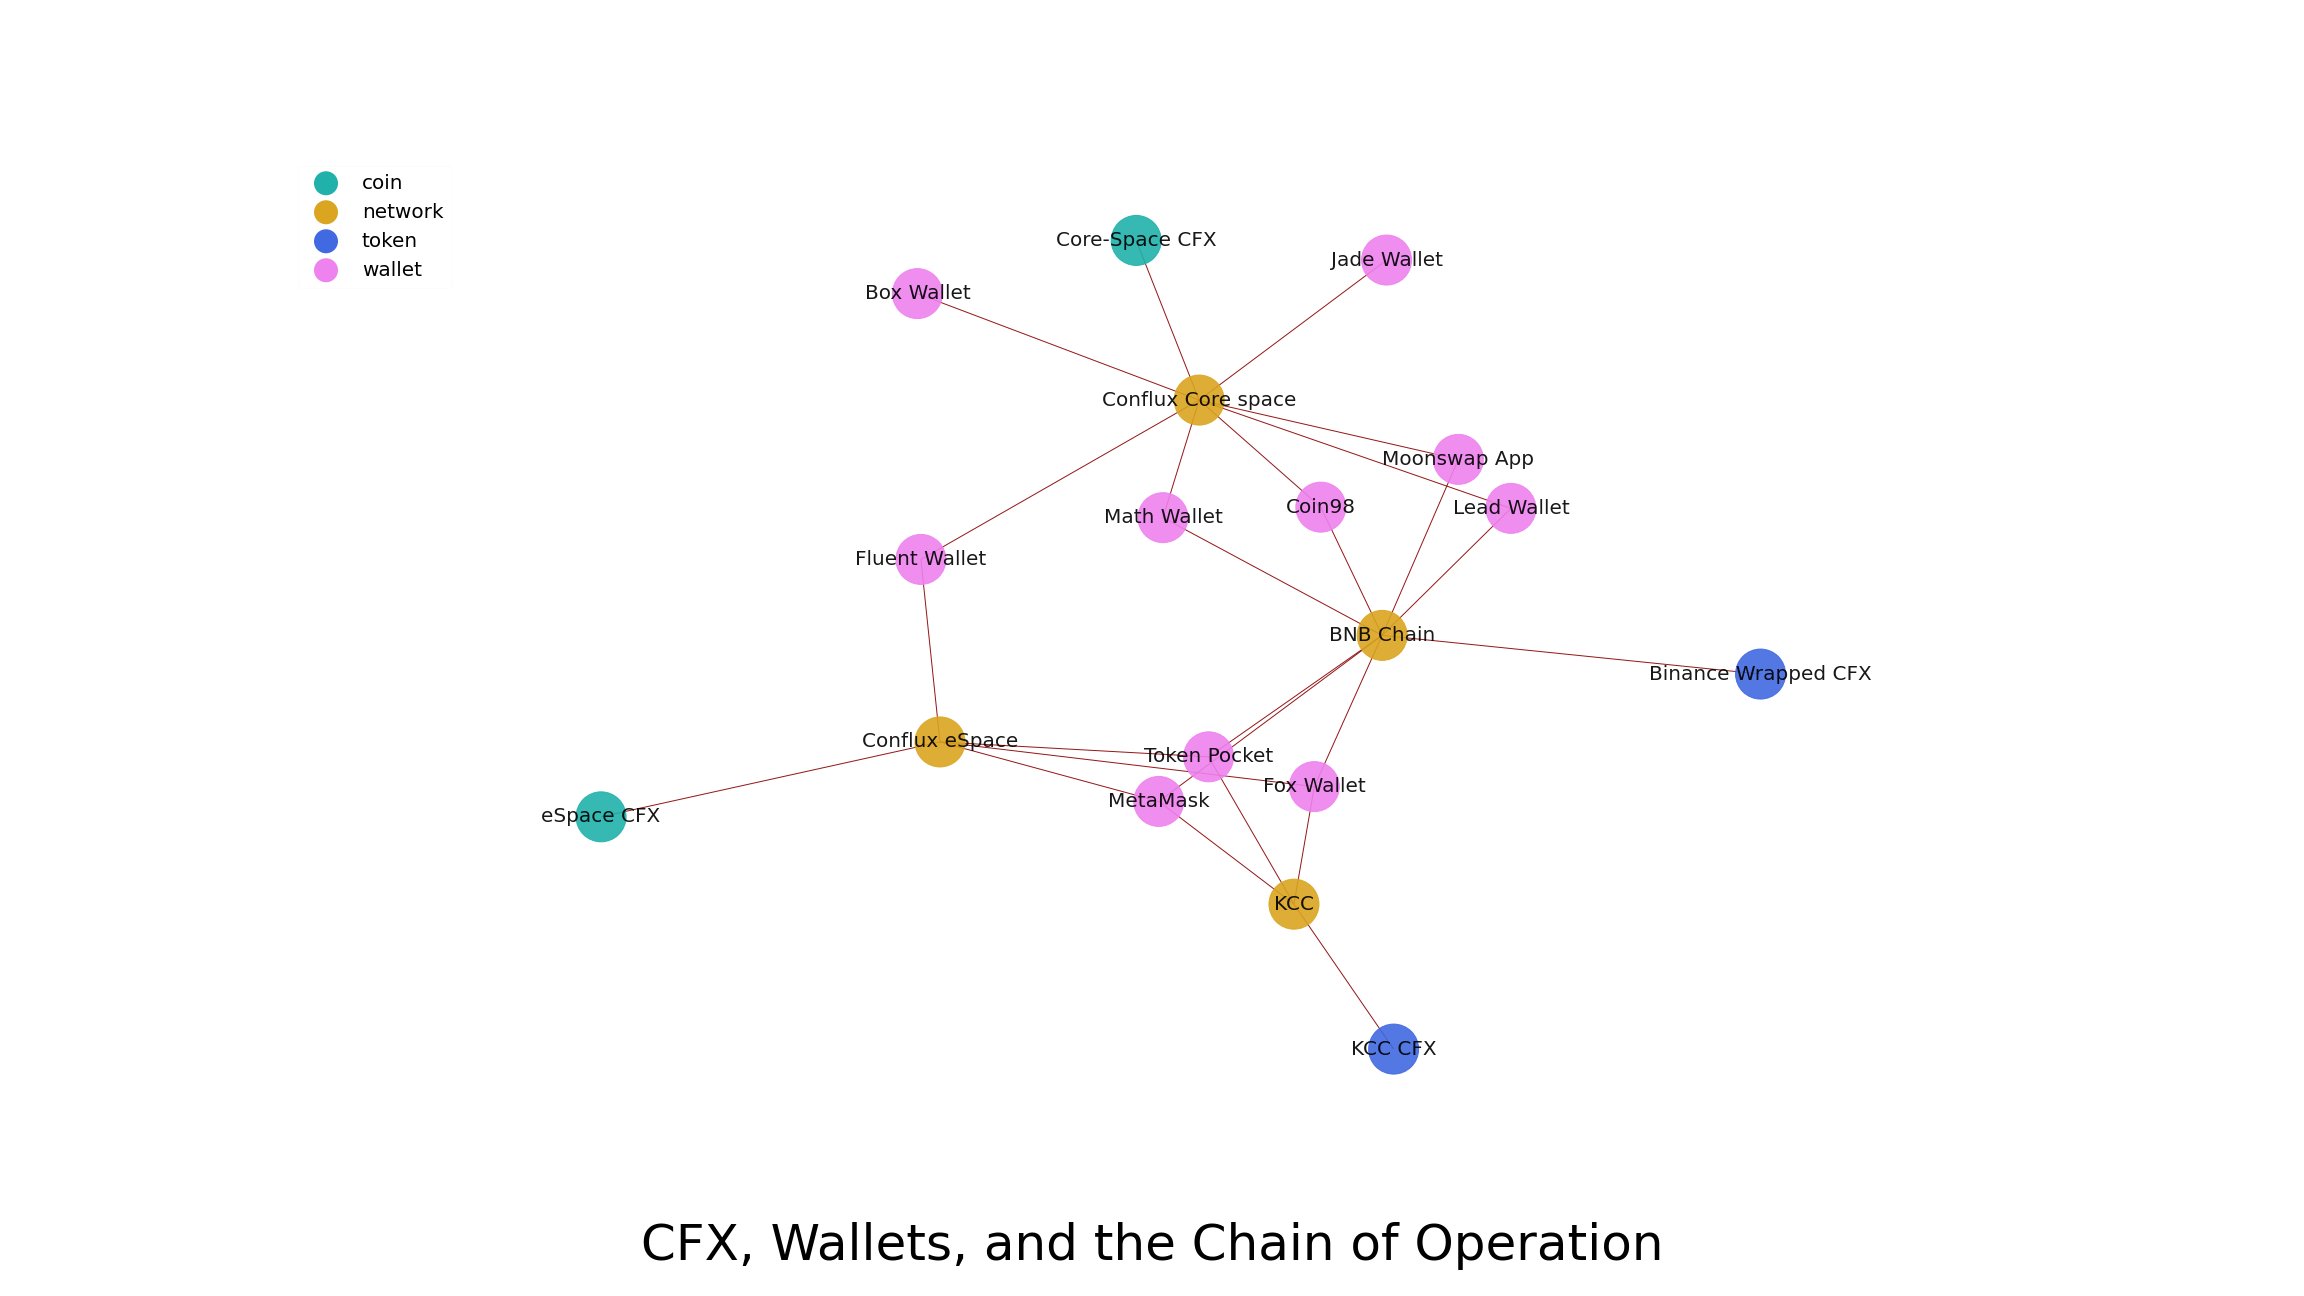 coin
network
token
wallet
Core-Space CFX
Jade Wallet
Box Wallet
Conflux Core space
Moonswap App
Coin98
Lead Wallet
Math Wallet
Fluent Wallet
BNB Chain
Binance Wrapped CFX
Conflux eSpace
Token Pocket
Fox Wallet
MetaMask
eSpace CFX
KCC
KCC CFX
CFX, Wallets, and the Chain of Operation